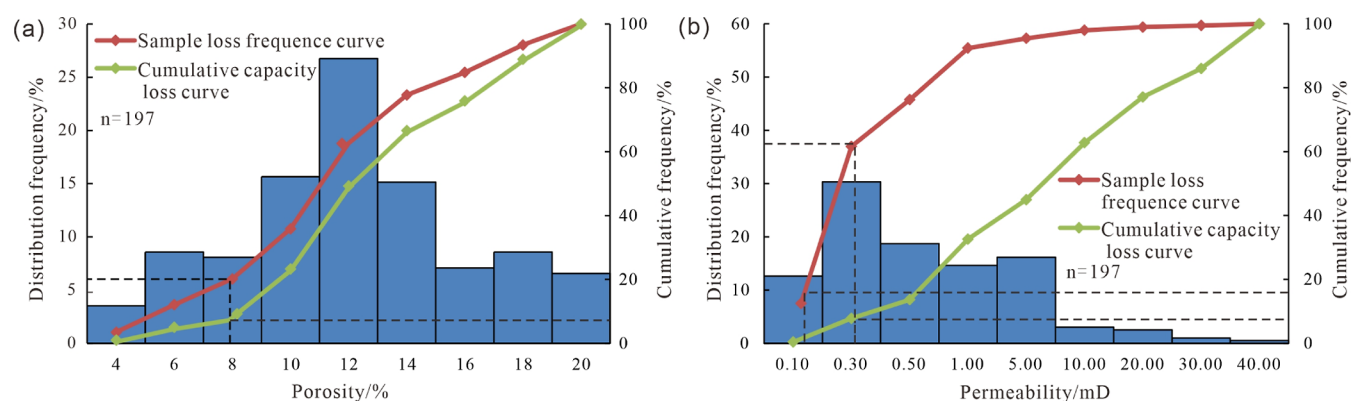 (a)
30
25
20
15
10
5
0
Distribution frequency/%
Sample loss frequence curve
Cumulative capacity
loss curve
n=197
100
80
60
40
20
0
Cumulative frequency/%
4 6 8 10 12 14 16 18 20
Porosity/%
(b)
60
50
40
30
20
10
0
Distribution frequency/%
Sample loss
frequence curve
Cumulative capacity
loss curve
n=197
100
80
60
40
20
0
Cumulative frequency/%
0.10 0.30 0.50 1.00 5.00 10.00 20.00 30.00 40.00
Permeability/mD